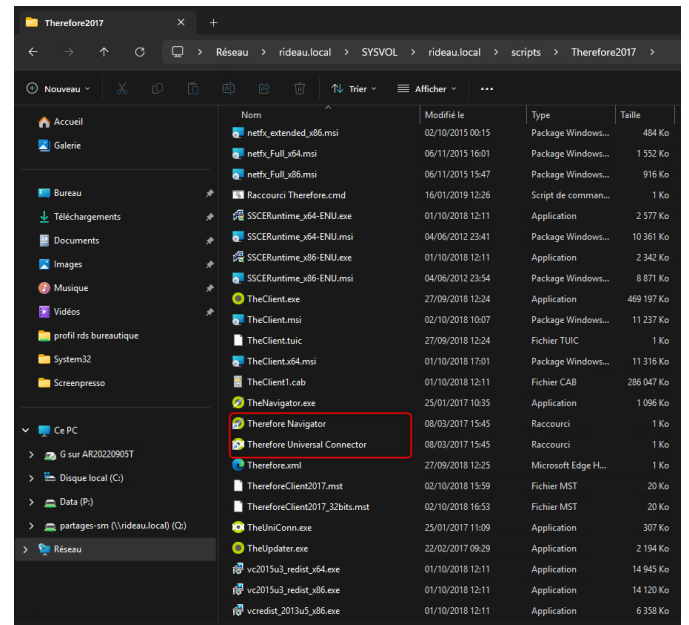 Therefore2017
Réseau > rideau.local > SYSVOL > rideau.local > scripts > Therefore2017 >
Nouveau Trier Afficher ...
Accueil
Galerie
Bureau
Téléchargements
Documents
Images
Musique
Vidéos
profil rds bureautique
System32
Screenpresso
Ce PC
G sur AR20220905T
Disque local (C:)
Data (P:)
partages-sm (\\rideau.local) (Q:)
Réseau
Nom Modifié le Type Taille
netfx_extended_x86.msi 02/10/2015 00:15 Package Windows... 484 Ko
netfx_Full_x64.msi 06/11/2015 16:01 Package Windows... 1 552 Ko
netfx_Full_x86.msi 06/11/2015 15:47 Package Windows... 916 Ko
Raccourci Therefore.cmd 16/01/2019 12:26 Script de comman... 1 Ko
SSCERuntime_x64-ENU.exe 01/10/2018 12:11 Application 2 577 Ko
SSCERuntime_x64-ENU.msi 04/06/2012 23:41 Package Windows... 10 361 Ko
SSCERuntime_x86-ENU.exe 01/10/2018 12:11 Application 2 342 Ko
SSCERuntime_x86-ENU.msi 04/06/2012 23:54 Package Windows... 8 871 Ko
TheClient.exe 27/09/2018 12:24 Application 469 197 Ko
TheClient.msi 02/10/2018 10:07 Package Windows... 11 237 Ko
TheClient.tuic 27/09/2018 12:24 Fichier TUIC 1 Ko
TheClient.x64.msi 01/10/2018 17:01 Package Windows... 11 316 Ko
TheClient1.cab 01/10/2018 12:11 Fichier CAB 286 047 Ko
TheNavigator.exe 25/01/2017 10:35 Application 1 096 Ko
Therefore Navigator 08/03/2017 15:45 Raccourci 1 Ko
Therefore Universal Connector 08/03/2017 15:45 Raccourci 1 Ko
Therefore.xml 27/09/2018 12:25 Microsoft Edge H... 1 Ko
ThereforeClient2017.mst 02/10/2018 15:59 Fichier MST 20 Ko
ThereforeClient2017_32bits.mst 02/10/2018 16:53 Fichier MST 20 Ko
TheUniConn.exe 25/01/2017 11:09 Application 307 Ko
TheUpdater.exe 22/02/2017 09:29 Application 2 194 Ko
vc2015u3_redist_x64.exe 01/10/2018 12:11 Application 14 945 Ko
vc2015u3_redist_x86.exe 01/10/2018 12:11 Application 14 120 Ko
vcredist_2013u5_x86.exe 01/10/2018 12:11 Application 6 358 Ko